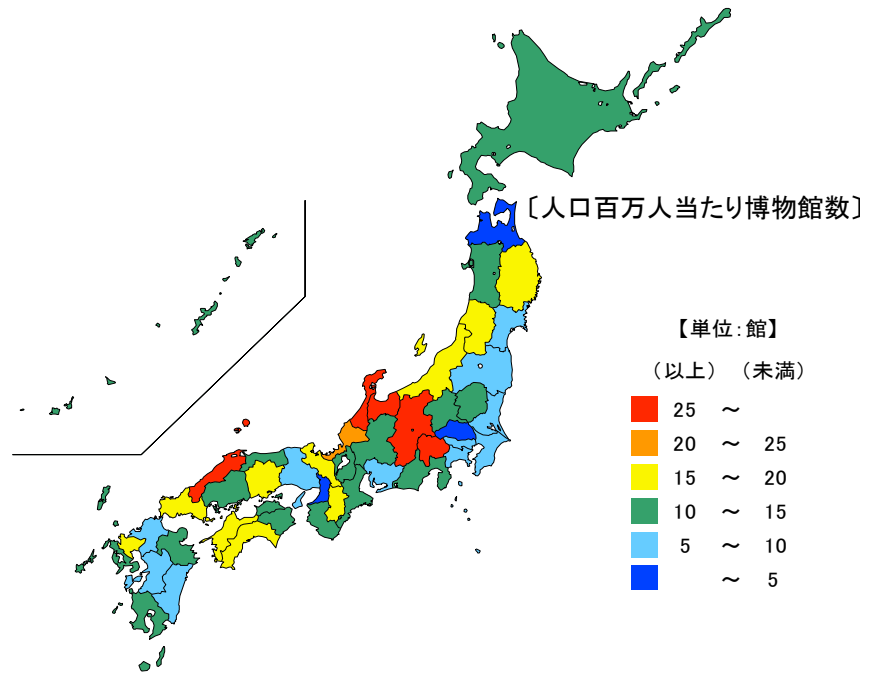 〔人口百万人当たり博物館数〕
【単位:館】
（以上） （未満）
25 ～
20 ～ 25
15 ～ 20
10 ～ 15
5 ～ 10
～ 5